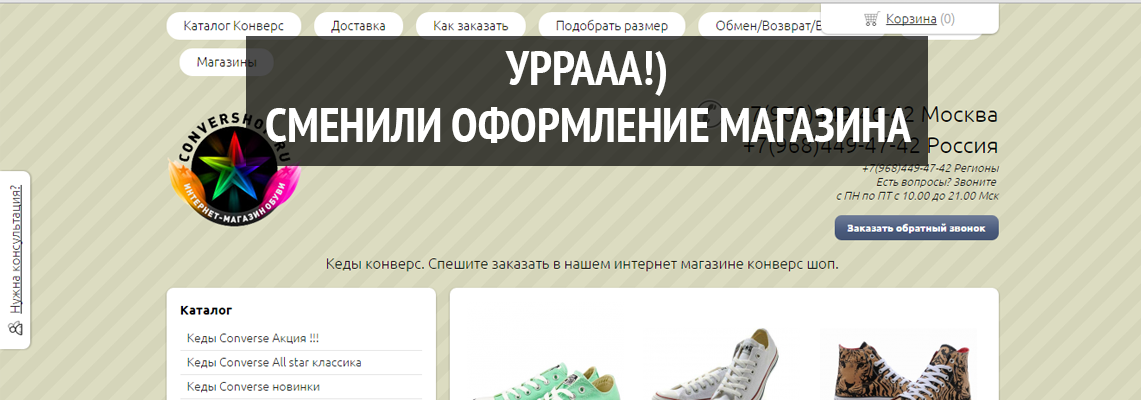 Каталог Конверс
Доставка
Как заказать
Подобрать размер
Обмен/Возврат/
Корзина (0)
Магазины
УРРААА!)
СМЕНИЛИ ОФОРМЛЕНИЕ МАГАЗИНА
CONVERSHOP.RU
ИНТЕРНЕТ-МАГАЗИН ОБУВИ
Москва
+7(968)449-47-42 Россия
+7(968)449-47-42 Регионы
Есть вопросы? Звоните
с ПН по ПТ с 10.00 до 21.00 Мск
Заказать обратный звонок
Нужна консультация?
Кеды конверс. Спешите заказать в нашем интернет магазине конверс шоп.
Каталог
Кеды Converse Акция !!!
Кеды Converse All star классика
Кеды Converse новинки